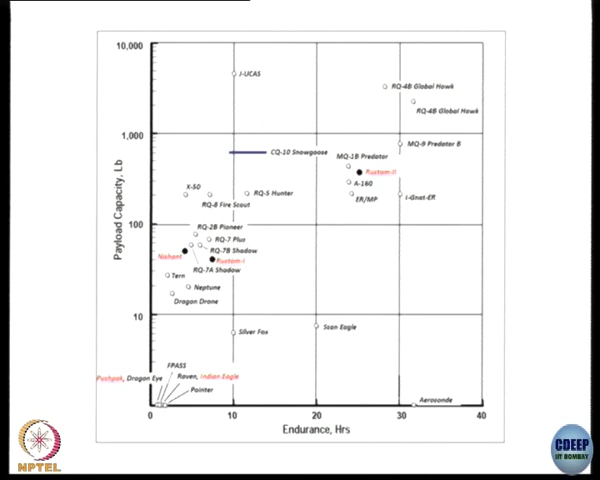 10,000
J-UCAS
RQ-4B Global Hawk
RQ-4B Global Hawk
1,000
MQ-9 Predator B
CQ-10 Snowgoose
MQ-1B Predator
Rustom-II
A-160
X-50
RQ-5 Hunter
ER/MP
I-Gnat-ER
RQ-8 Fire Scout
Payload Capacity, Lb
100
RQ-2B Pioneer
RQ-7 Plus
RQ-7B Shadow
Nishant
Rustom-I
RQ-7A Shadow
Tern
Neptune
Dragon Drone
10
Silver Fox
Scan Eagle
FPASS
Pushpak, Dragon Eye
Raven, Indian Eagle
Pointer
Aerosonde
0 10 20 30 40
Endurance, Hrs
NPTEL
CDEEP
IIT BOMBAY